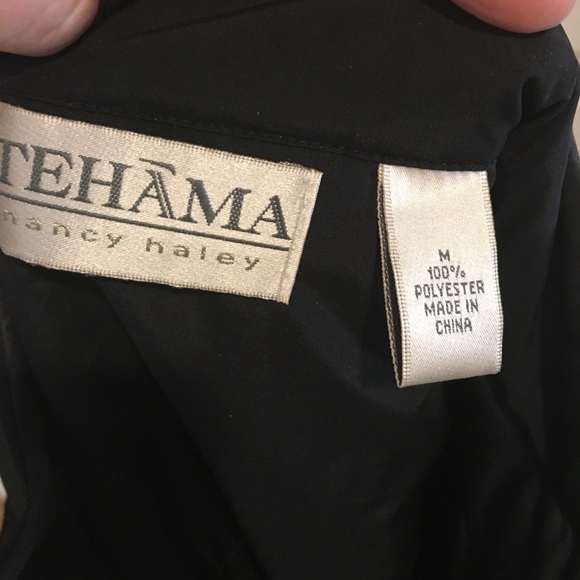 TEHĀMA
nancy haley
M
100%
POLYESTER
MADE IN
CHINA